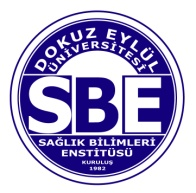 DOKUZ EYLÜL
ÜNİVERSİTESİ
SBE
SAĞLIK BİLİMLERİ
ENSTİTÜSÜ
KURULUŞ
1982